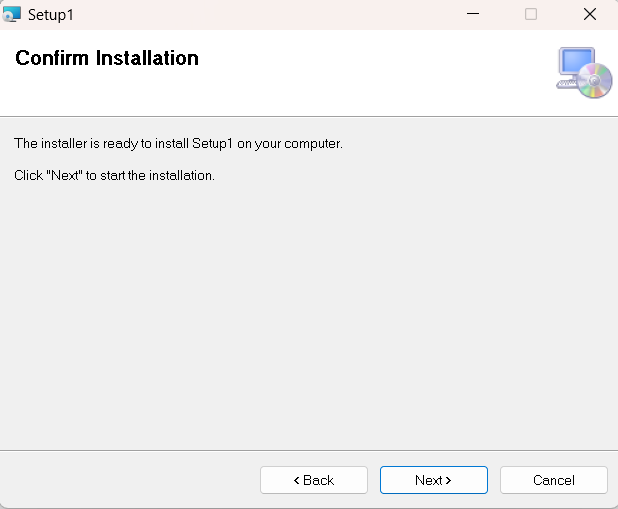 Setup1
Confirm Installation
The installer is ready to install Setup1 on your computer.
Click "Next" to start the installation.
< Back
Next >
Cancel